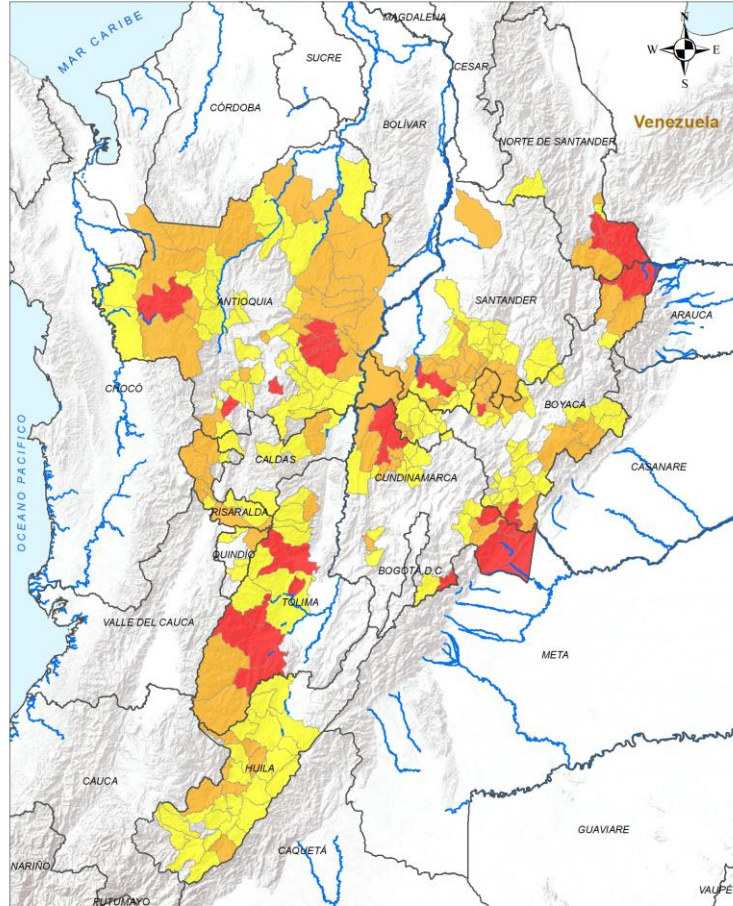 MAGDALENA
N
MAR CARIBE
SUCRE
W
E
CESAR
S
CÓRDOBA
BOLÍVAR
Venezuela
NORTE DE SANTANDER
ANTIOQUIA
SANTANDER
ARAUCA
CHOCÓ
BOYACÁ
OCEANO PACIFICO
CALDAS
CASANARE
CUNDINAMARCA
RISARALDA
QUINDÍO
BOGOTÁ, D.C
TOLIMA
VALLE DEL CAUCA
META
HUILA
CAUCA
GUAVIARE
CAQUETÁ
NARIÑO
PUTUMAYO
VAUPÉ